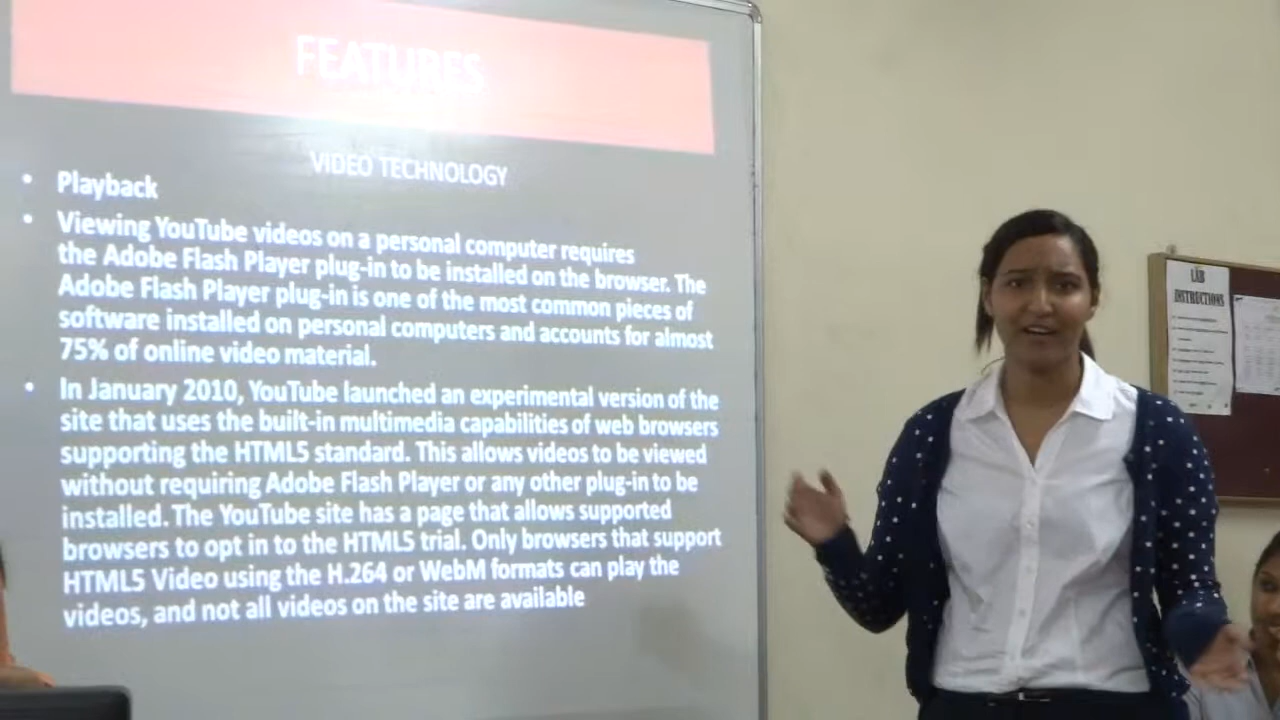 FEATURES
VIDEO TECHNOLOGY
• Playback
• Viewing YouTube videos on a personal computer requires
the Adobe Flash Player plug-in to be installed on the browser. The
Adobe Flash Player plug-in is one of the most common pieces of
software installed on personal computers and accounts for almost
75% of online video material.
• In January 2010, YouTube launched an experimental version of the
site that uses the built-in multimedia capabilities of web browsers
supporting the HTML5 standard. This allows videos to be viewed
without requiring Adobe Flash Player or any other plug-in to be
installed. The YouTube site has a page that allows supported
browsers to opt in to the HTML5 trial. Only browsers that support
HTML5 Video using the H.264 or WebM formats can play the
videos, and not all videos on the site are available
LAB
INSTRUCTIONS